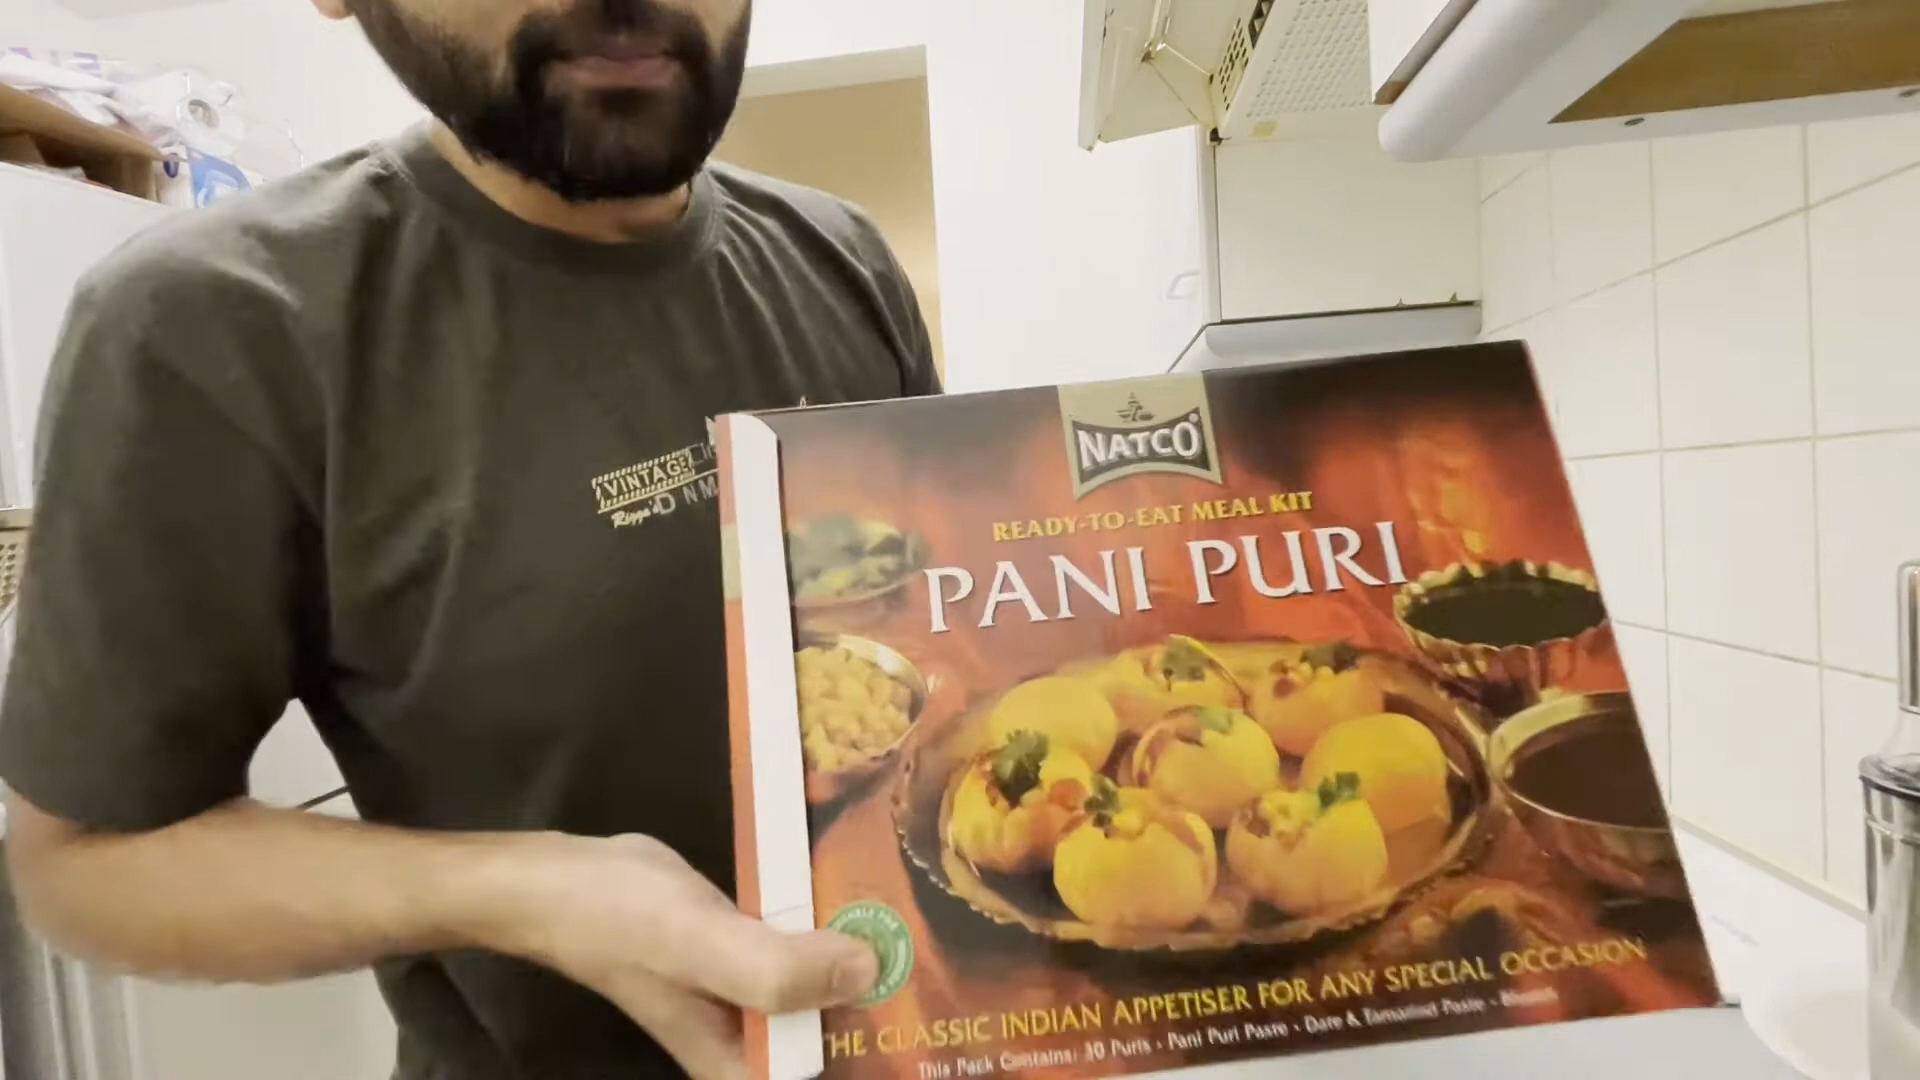 VINTAGE
NATCO
READY-TO-EAT MEAL KIT
PANI PURI
THE CLASSIC INDIAN APPETISER FOR ANY SPECIAL OCCASION
This Pack Contains: 30 Puris • Pani Puri Paste • Date & Tamarind Paste •